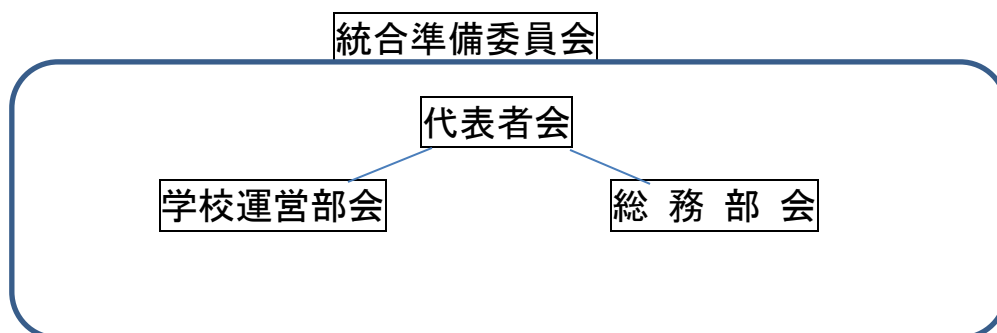 統合準備委員会
代表者会
学校運営部会
総 務 部 会